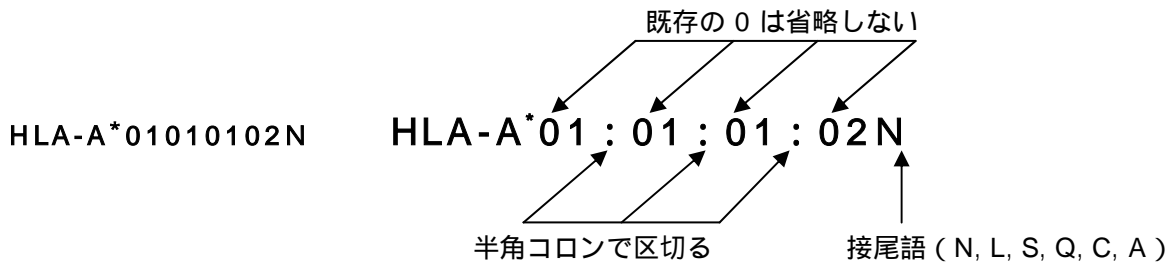 既存の 0 は省略しない
HLA-A*01010102N
HLA-A*01:01:01:02N
半角コロンで区切る
接尾語 ( N, L, S, Q, C, A )